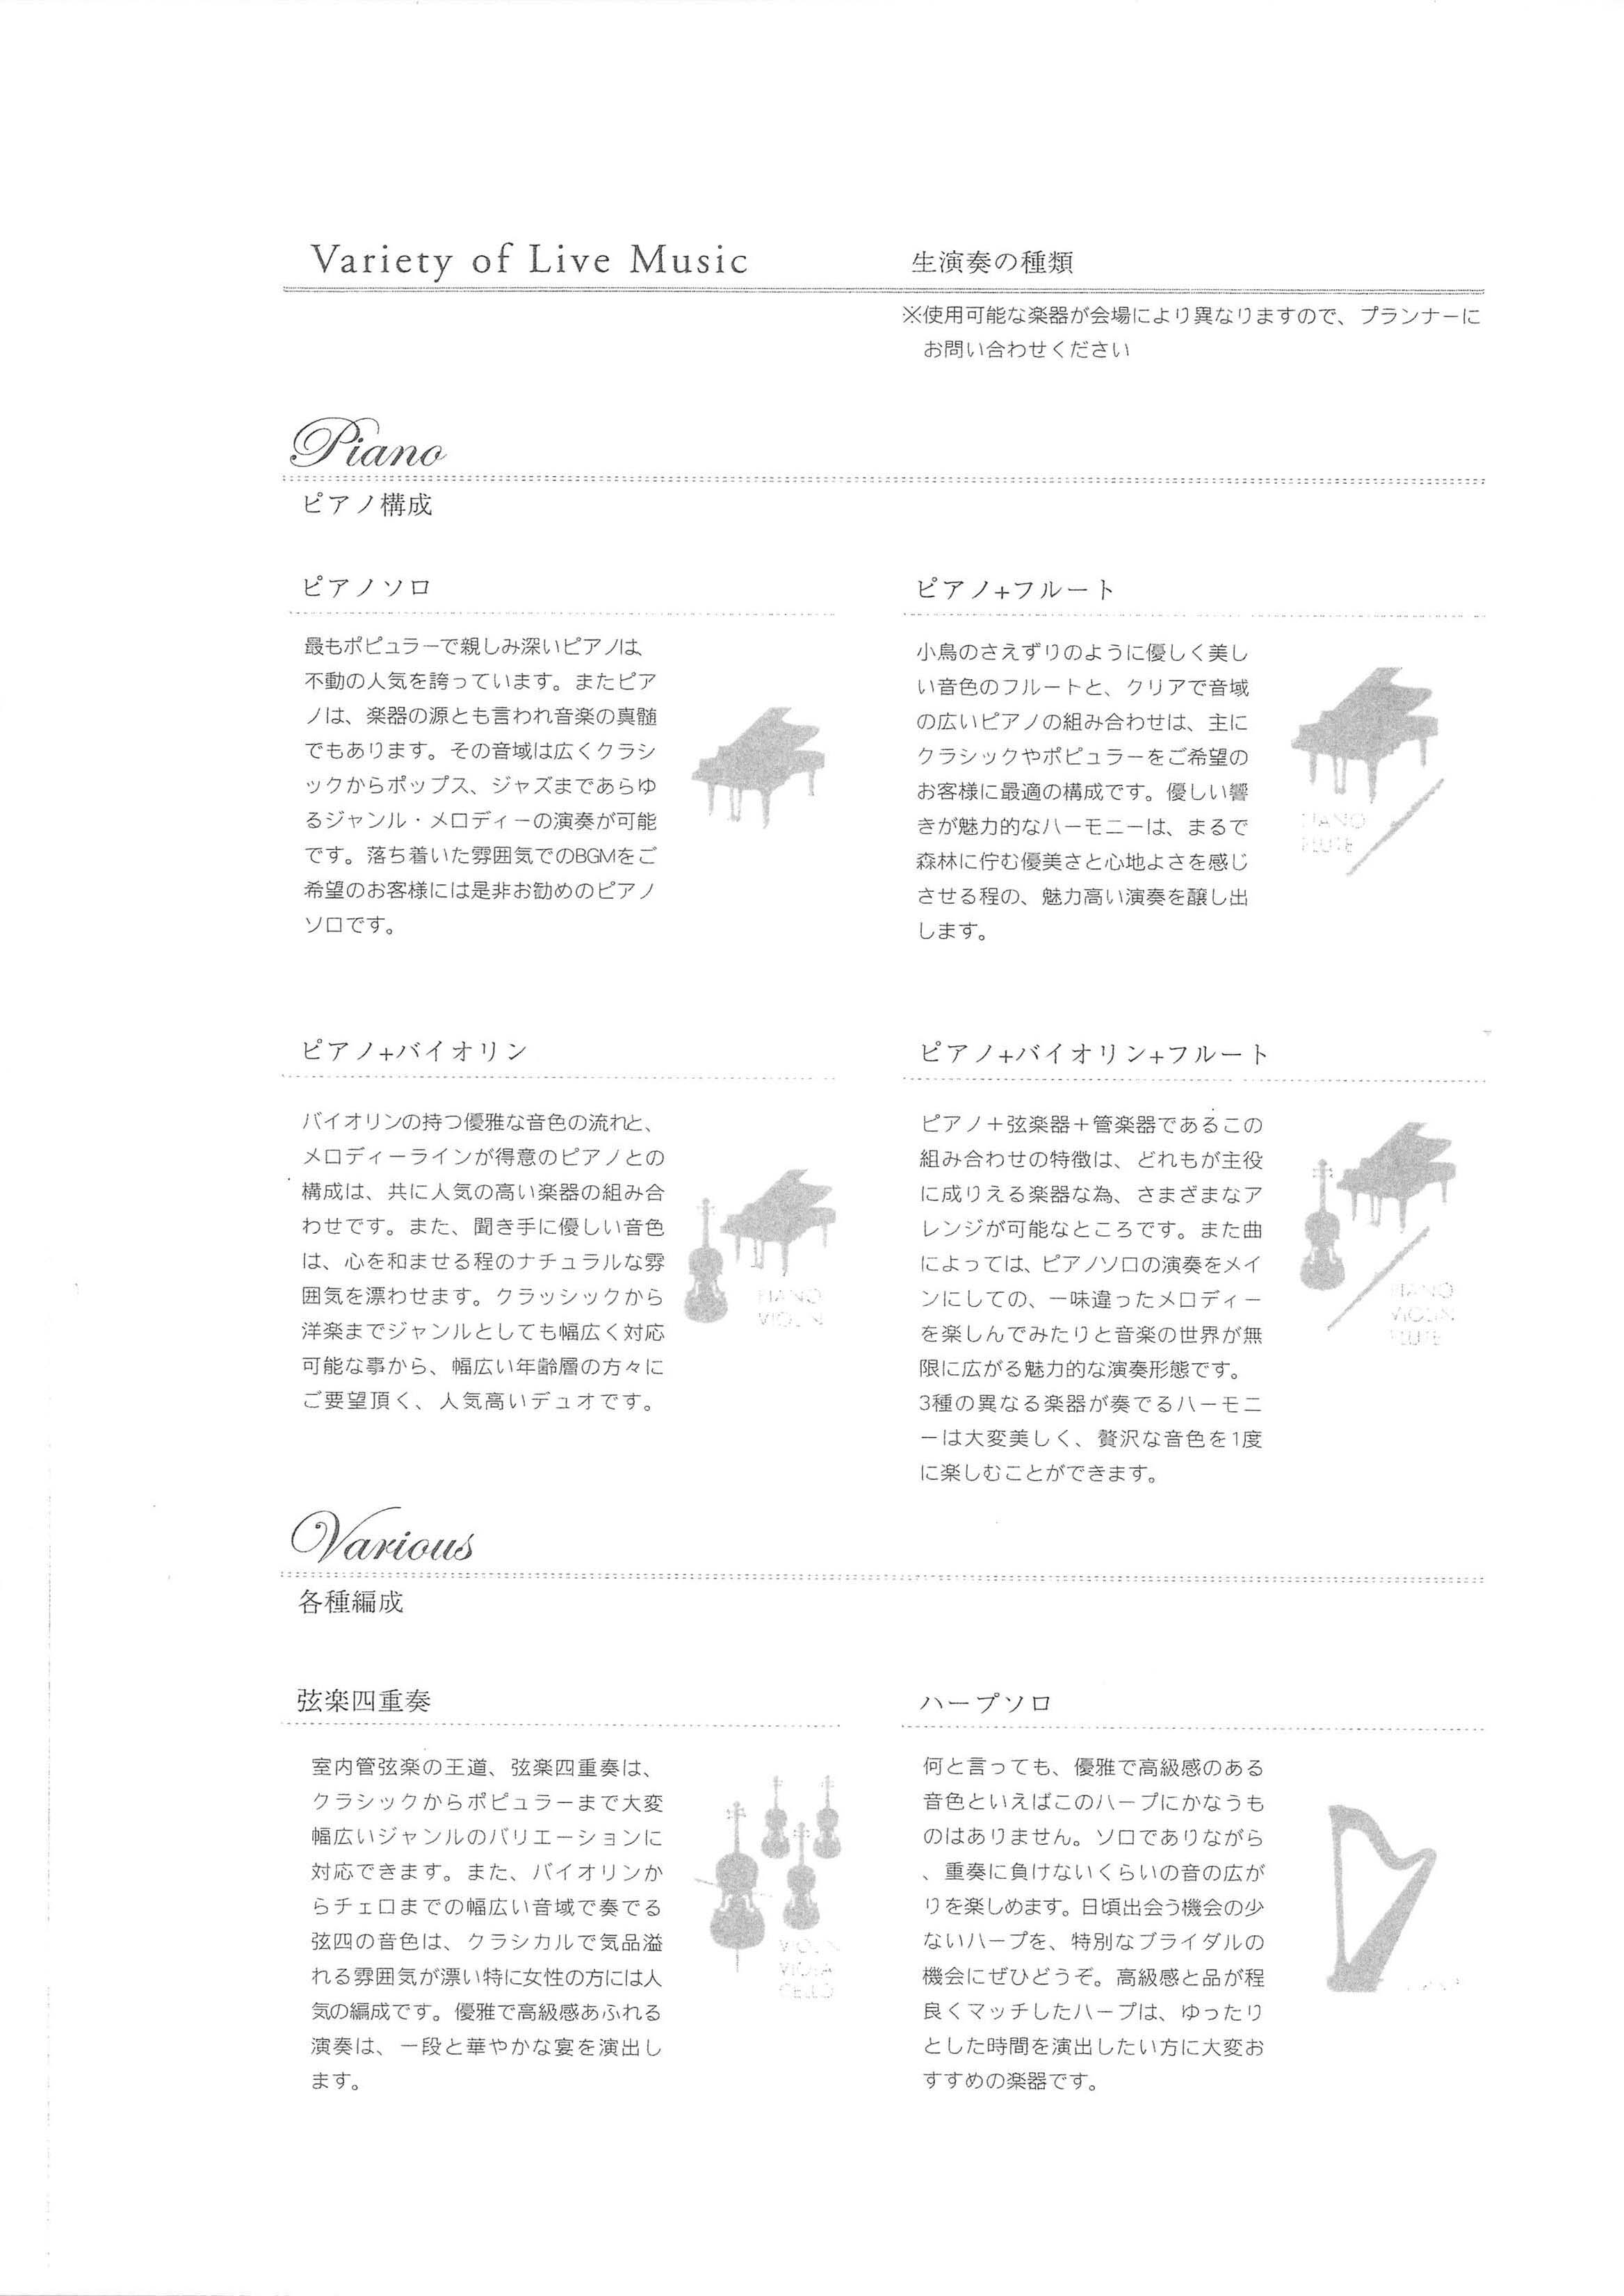 Variety of Live Music
生演奏の種類
※使用可能な楽器が会場により異なりますので、プランナーに
お問い合わせください
Piano
ピアノ構成
ピアノソロ
最もポピュラーで親しみ深いピアノは、
不動の人気を誇っています。またピア
ノは、楽器の源とも言われ音楽の真髄
でもあります。その音域は広くクラシ
ックからポップス、ジャズまであらゆ
るジャンル・メロディーの演奏が可能
です。落ち着いた雰囲気でのBGMをご
希望のお客様には是非お勧めのピアノ
ソロです。
ピアノ+フルート
小鳥のさえずりのように優しく美し
い音色のフルートと、クリアで音域
の広いピアノの組み合わせは、主に
クラシックやポピュラーをご希望の
お客様に最適の構成です。優しい響
きが魅力的なハーモニーは、まるで
森林に佇む優美さと心地よさを感じ
させる程の、魅力高い演奏を醸し出
します。
PIANO
FLUTE
ピアノ+バイオリン
バイオリンの持つ優雅な音色の流れと、
メロディーラインが得意のピアノとの
構成は、共に人気の高い楽器の組み合
わせです。また、聞き手に優しい音色
は、心を和ませる程のナチュラルな雰
囲気を漂わせます。クラッシックから
洋楽までジャンルとしても幅広く対応
可能な事から、幅広い年齢層の方々に
ご要望頂く、人気高いデュオです。
PIANO
VIOLIN
ピアノ+バイオリン+フルート
ピアノ＋弦楽器＋管楽器であるこの
組み合わせの特徴は、どれもが主役
に成りえる楽器な為、さまざまなア
レンジが可能なところです。また曲
によっては、ピアノソロの演奏をメイ
ンにしての、一味違ったメロディー
を楽しんでみたりと音楽の世界が無
限に広がる魅力的な演奏形態です。
3種の異なる楽器が奏でるハーモニ
ーは大変美しく、贅沢な音色を1度
に楽しむことができます。
PIANO
VIOLIN
FLUTE
Various
各種編成
弦楽四重奏
室内管弦楽の王道、弦楽四重奏は、
クラシックからポピュラーまで大変
幅広いジャンルのバリエーションに
対応できます。また、バイオリンか
らチェロまでの幅広い音域で奏でる
弦四の音色は、クラシカルで気品溢
れる雰囲気が漂い特に女性の方には人
気の編成です。優雅で高級感あふれる
演奏は、一段と華やかな宴を演出し
ます。
VIOLIN
VIOLA
CELLO
ハープソロ
何と言っても、優雅で高級感のある
音色といえばこのハープにかなうも
のはありません。ソロでありながら
、重奏に負けないくらいの音の広が
りを楽しめます。日頃出会う機会の少
ないハープを、特別なブライダルの
機会にぜひどうぞ。高級感と品が程
良くマッチしたハープは、ゆったり
とした時間を演出したい方に大変お
すすめの楽器です。